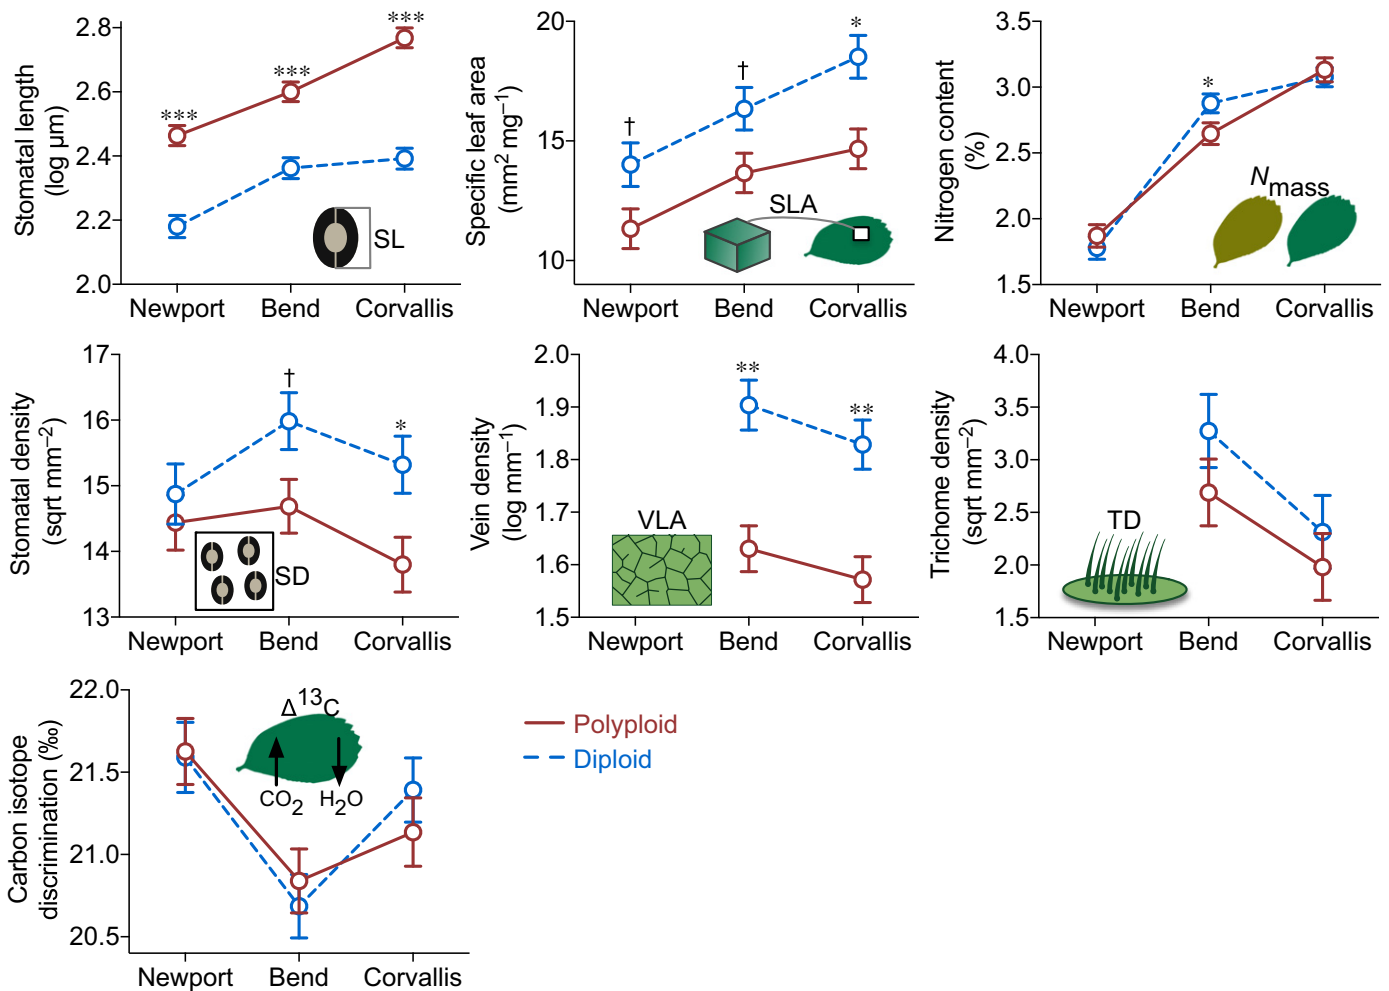 Stomatal length
(log µm)
2.8
2.6
2.4
2.2
2.0
***
***
***
SL
Newport Bend Corvallis
Specific leaf area
(mm² mg⁻¹)
20
15
10
†
†
*
SLA
Newport Bend Corvallis
Nitrogen content
(%)
3.5
3.0
2.5
2.0
1.5
*
Nmass
Newport Bend Corvallis
Stomatal density
(sqrt mm⁻²)
17
16
15
14
13
†
*
SD
Newport Bend Corvallis
Vein density
(log mm⁻¹)
2.0
1.9
1.8
1.7
1.6
1.5
**
**
VLA
Newport Bend Corvallis
Trichome density
(sqrt mm⁻²)
4.0
3.5
3.0
2.5
2.0
1.5
TD
Newport Bend Corvallis
Carbon isotope
discrimination (‰)
22.0
21.5
21.0
20.5
Δ¹³C
CO₂ H₂O
Newport Bend Corvallis
Polyploid
Diploid